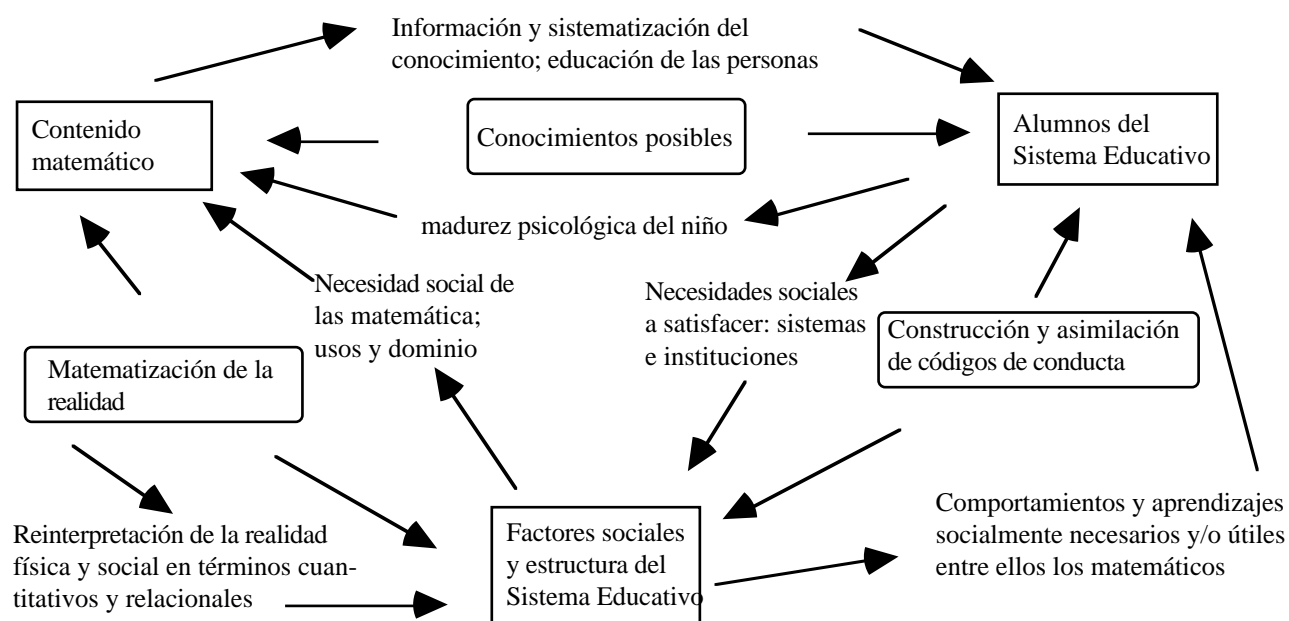 Información y sistematización del
conocimiento; educación de las personas
Contenido
matemático
Conocimientos posibles
Alumnos del
Sistema Educativo
madurez psicológica del niño
Necesidad social de
las matemática;
usos y dominio
Necesidades sociales
a satisfacer: sistemas
e instituciones
Construcción y asimilación
de códigos de conducta
Matematización de la
realidad
Reinterpretación de la realidad
física y social en términos cuan-
titativos y relacionales
Factores sociales
y estructura del
Sistema Educativo
Comportamientos y aprendizajes
socialmente necesarios y/o útiles
entre ellos los matemáticos